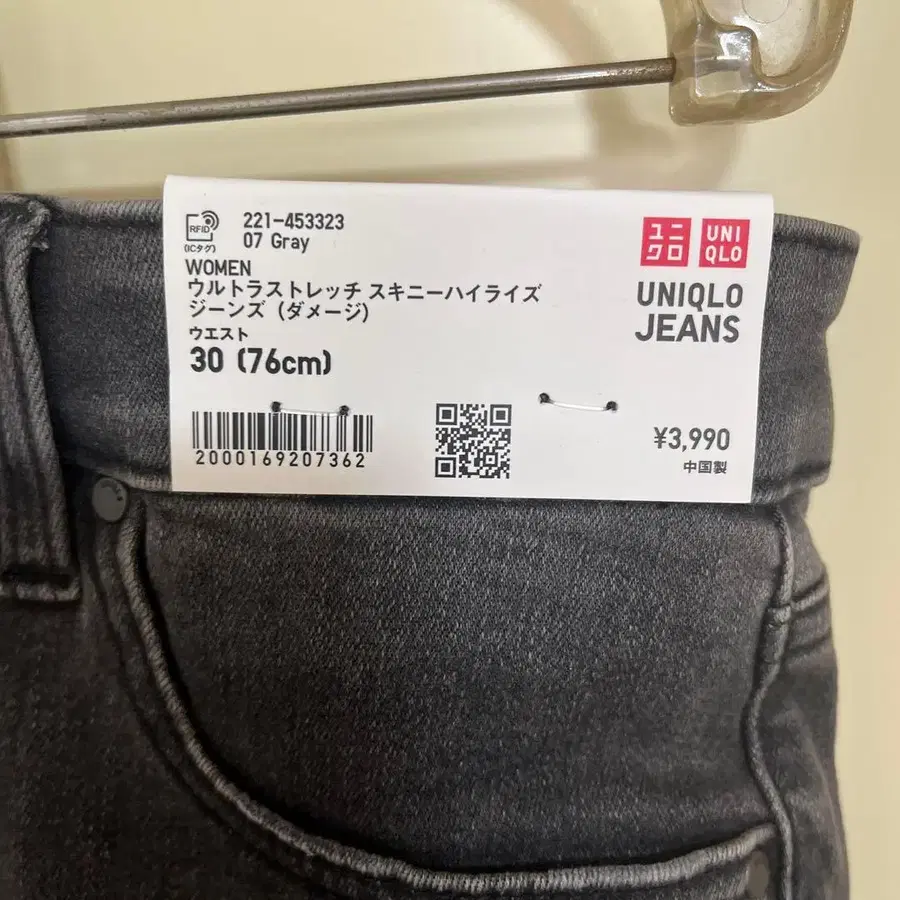 RFID
(ICタグ)
221-453323
07 Gray
WOMEN
ウルトラストレッチ スキニーハイライズ
ジーンズ (ダメージ)
ウエスト
30 (76cm)
2000169207362
ユニ
クロ
UNI
QLO
UNIQLO
JEANS
¥3,990
中国製